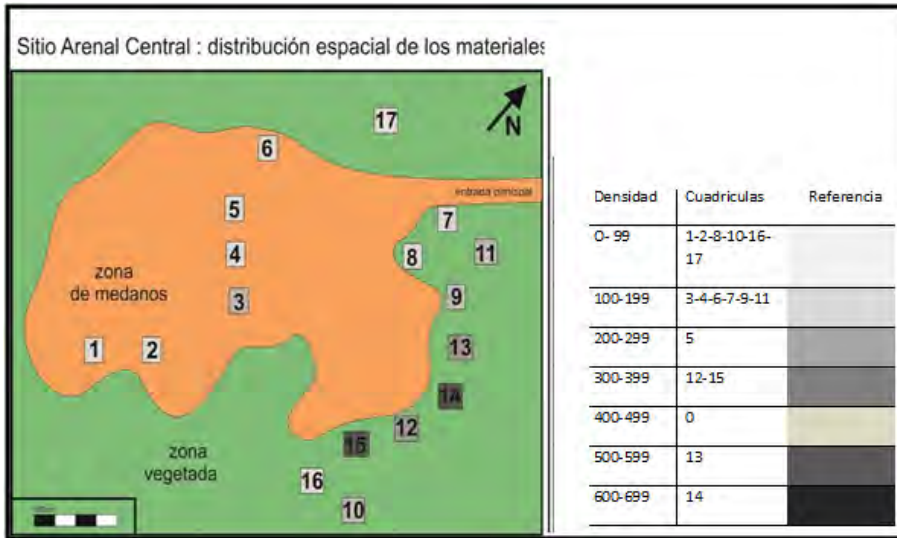 Sitio Arenal Central : distribución espacial de los materiales
17
N
6
entrada principal
5
7
4
8
11
zona
de medanos
3
9
1
2
13
14
12
15
zona
vegetada
16
10
Densidad Cuadriculas Referencia
0- 99 1-2-8-10-16-
17
100-199 3-4-6-7-9-11
200-299 5
300-399 12-15
400-499 0
500-599 13
600-699 14